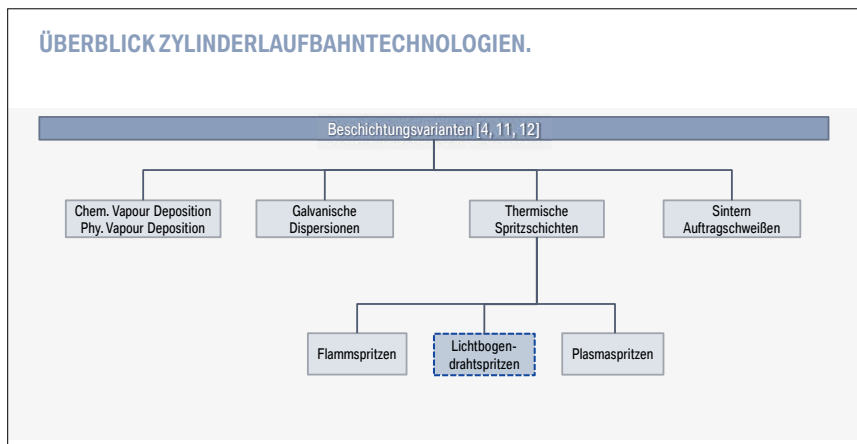 ÜBERBLICK ZYLINDERLAUFBAHNTECHNOLOGIEN.
Beschichtungsvarianten [4, 11, 12]
Chem. Vapour Deposition
Phy. Vapour Deposition
Galvanische
Dispersionen
Thermische
Spritzschichten
Sintern
Auftragschweißen
Flammspritzen
Lichtbogen-
drahtspritzen
Plasmaspritzen